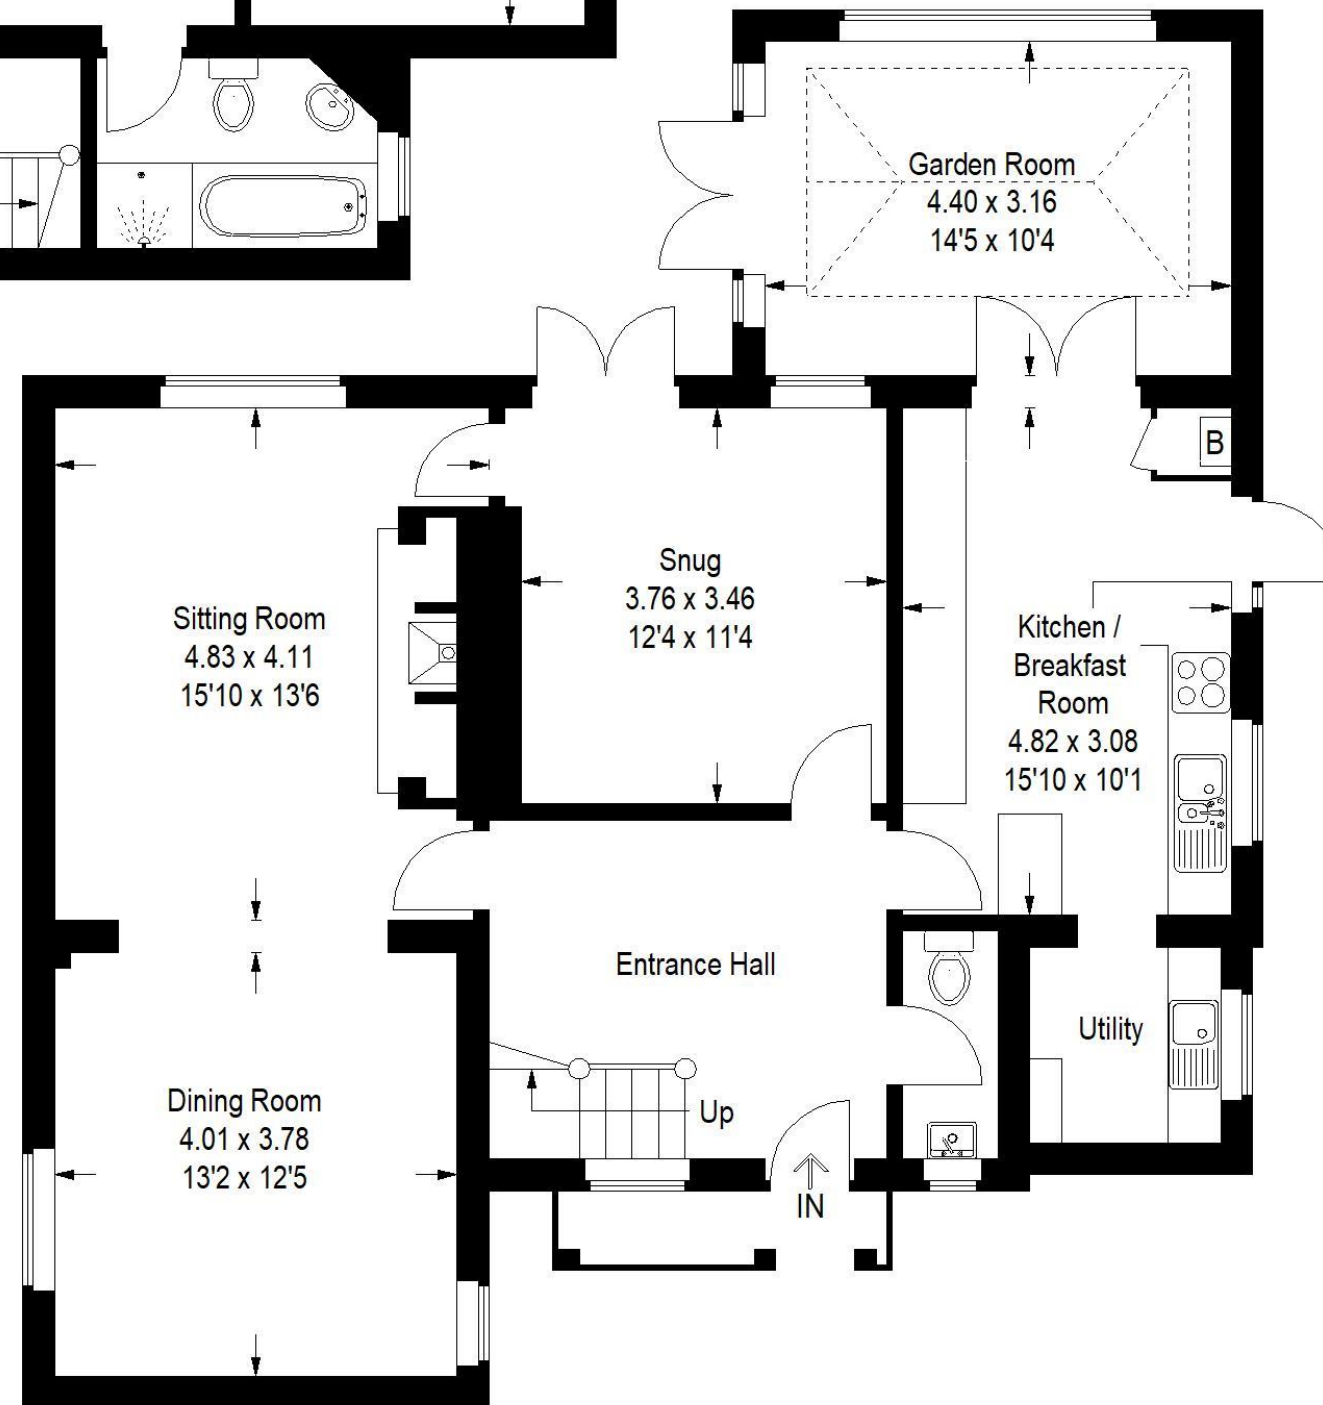 Garden Room
4.40 x 3.16
14'5 x 10'4
B
Snug
3.76 x 3.46
12'4 x 11'4
Sitting Room
4.83 x 4.11
15'10 x 13'6
Kitchen /
Breakfast
Room
4.82 x 3.08
15'10 x 10'1
Entrance Hall
Utility
Dining Room
4.01 x 3.78
13'2 x 12'5
Up
IN